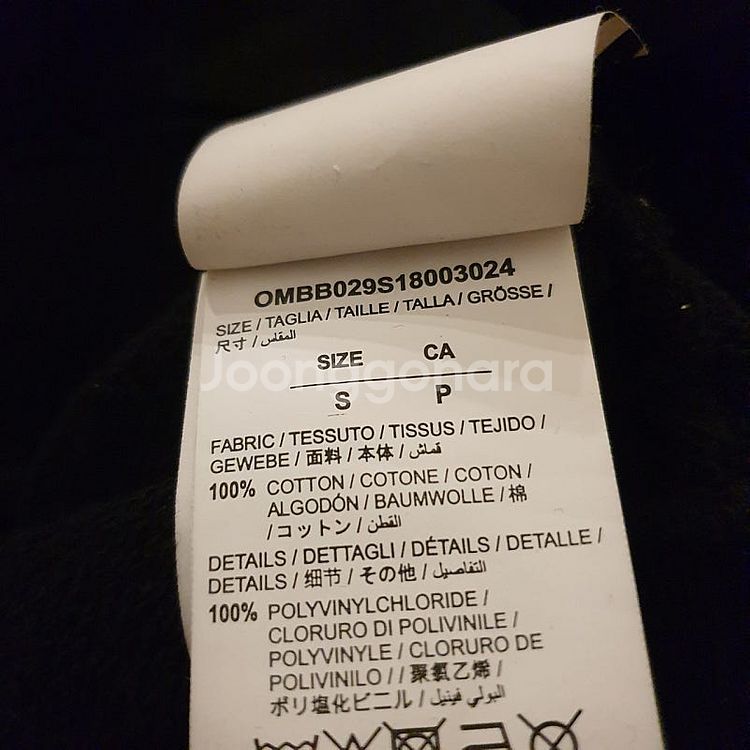 OMBB029S18003024
SIZE / TAGLIA / TAILLE / TALLA / GRÖSSE /
尺寸 / المقاس
SIZE CA
Joonggonara
S P
FABRIC / TESSUTO / TISSUS / TEJIDO /
GEWEBE / 面料 / 本体 / قماش
100% COTTON / COTONE / COTON /
ALGODÓN / BAUMWOLLE / 棉
/ コットン / القطن
DETAILS / DETTAGLI / DÉTAILS / DETALLE /
DETAILS / 细节 / その他 / التفاصيل
100% POLYVINYLCHLORIDE /
CLORURO DI POLIVINILE /
POLYVINYLE / CLORURO DE
POLIVINILO / / 聚氯乙烯 /
ポリ塩化ビニル / البولي فينيل